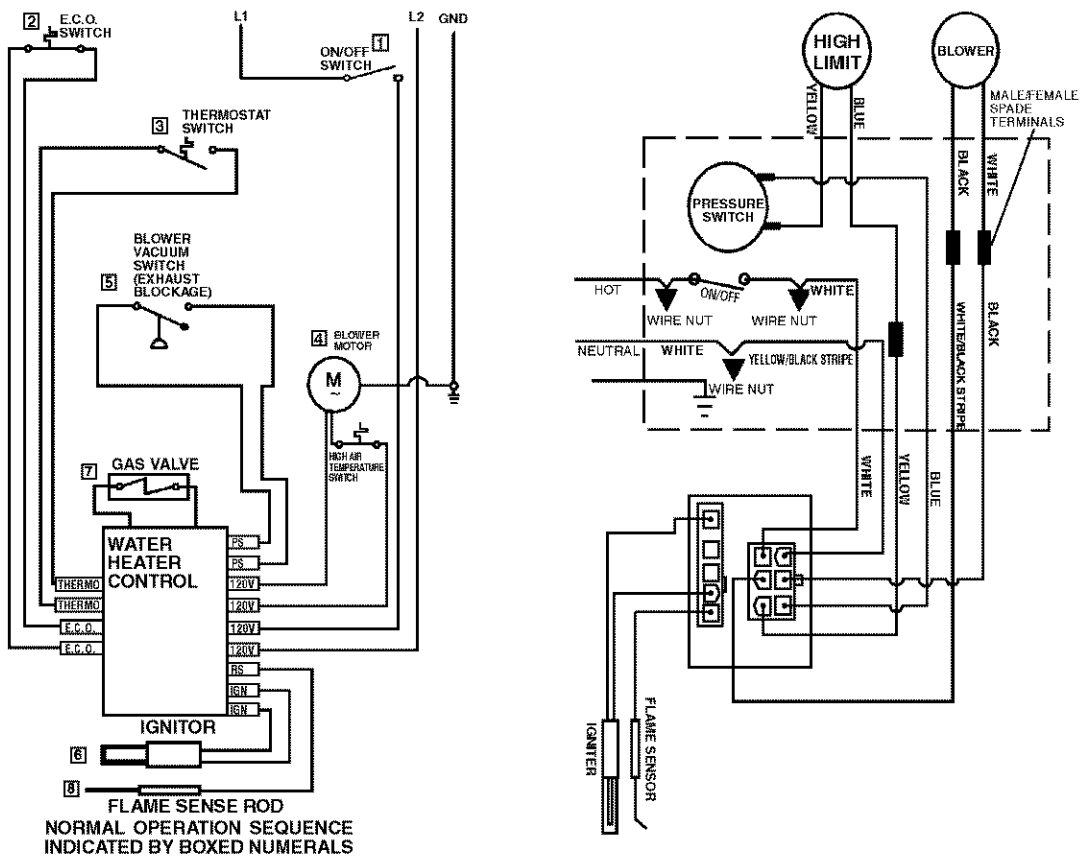 2
E.C.O.
SWITCH
L1
L2
GND
1
ON/OFF
SWITCH
3
THERMOSTAT
SWITCH
5
BLOWER
VACUUM
SWITCH
(EXHAUST
BLOCKAGE)
4
BLOWER
MOTOR
M
~
HIGH AIR
TEMPERATURE
SWITCH
7
GAS VALVE
WATER
HEATER
CONTROL
THERMO
THERMO
E.C.O.
E.C.O.
PS
PS
120V
120V
120V
120V
RS
IGN
IGN
IGNITOR
6
8
FLAME SENSE ROD
NORMAL OPERATION SEQUENCE
INDICATED BY BOXED NUMERALS
HIGH
LIMIT
BLOWER
YELLOW
BLUE
MALE/FEMALE
SPADE
TERMINALS
BLACK
WHITE
PRESSURE
SWITCH
HOT
ON/OFF
WHITE
WIRE NUT
WIRE NUT
NEUTRAL
WHITE
YELLOW/BLACK STRIPE
WIRE NUT
WHITE/BLACK STRIPE
BLACK
WHITE
YELLOW
BLUE
IGNITER
FLAME SENSOR